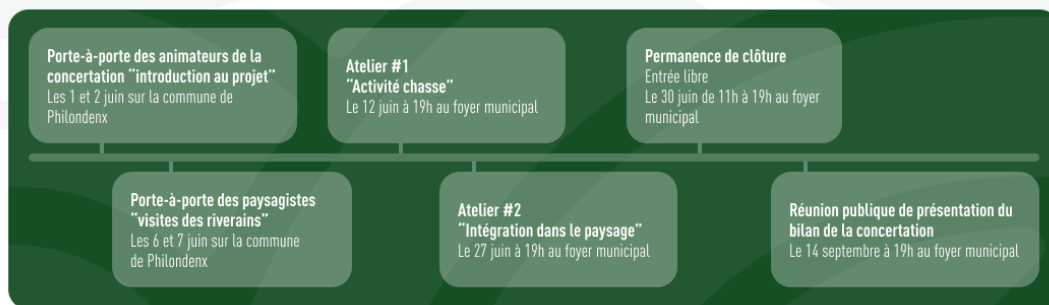 Porte-à-porte des animateurs de la
concertation "introduction au projet"
Les 1 et 2 juin sur la commune de
Philondenx
Atelier #1
"Activité chasse"
Le 12 juin à 19h au foyer municipal
Permanence de clôture
Entrée libre
Le 30 juin de 11h à 19h au foyer
municipal
Porte-à-porte des paysagistes
"visites des riverains"
Les 6 et 7 juin sur la commune
de Philondenx
Atelier #2
"Intégration dans le paysage"
Le 27 juin à 19h au foyer municipal
Réunion publique de présentation du
bilan de la concertation
Le 14 septembre à 19h au foyer municipal